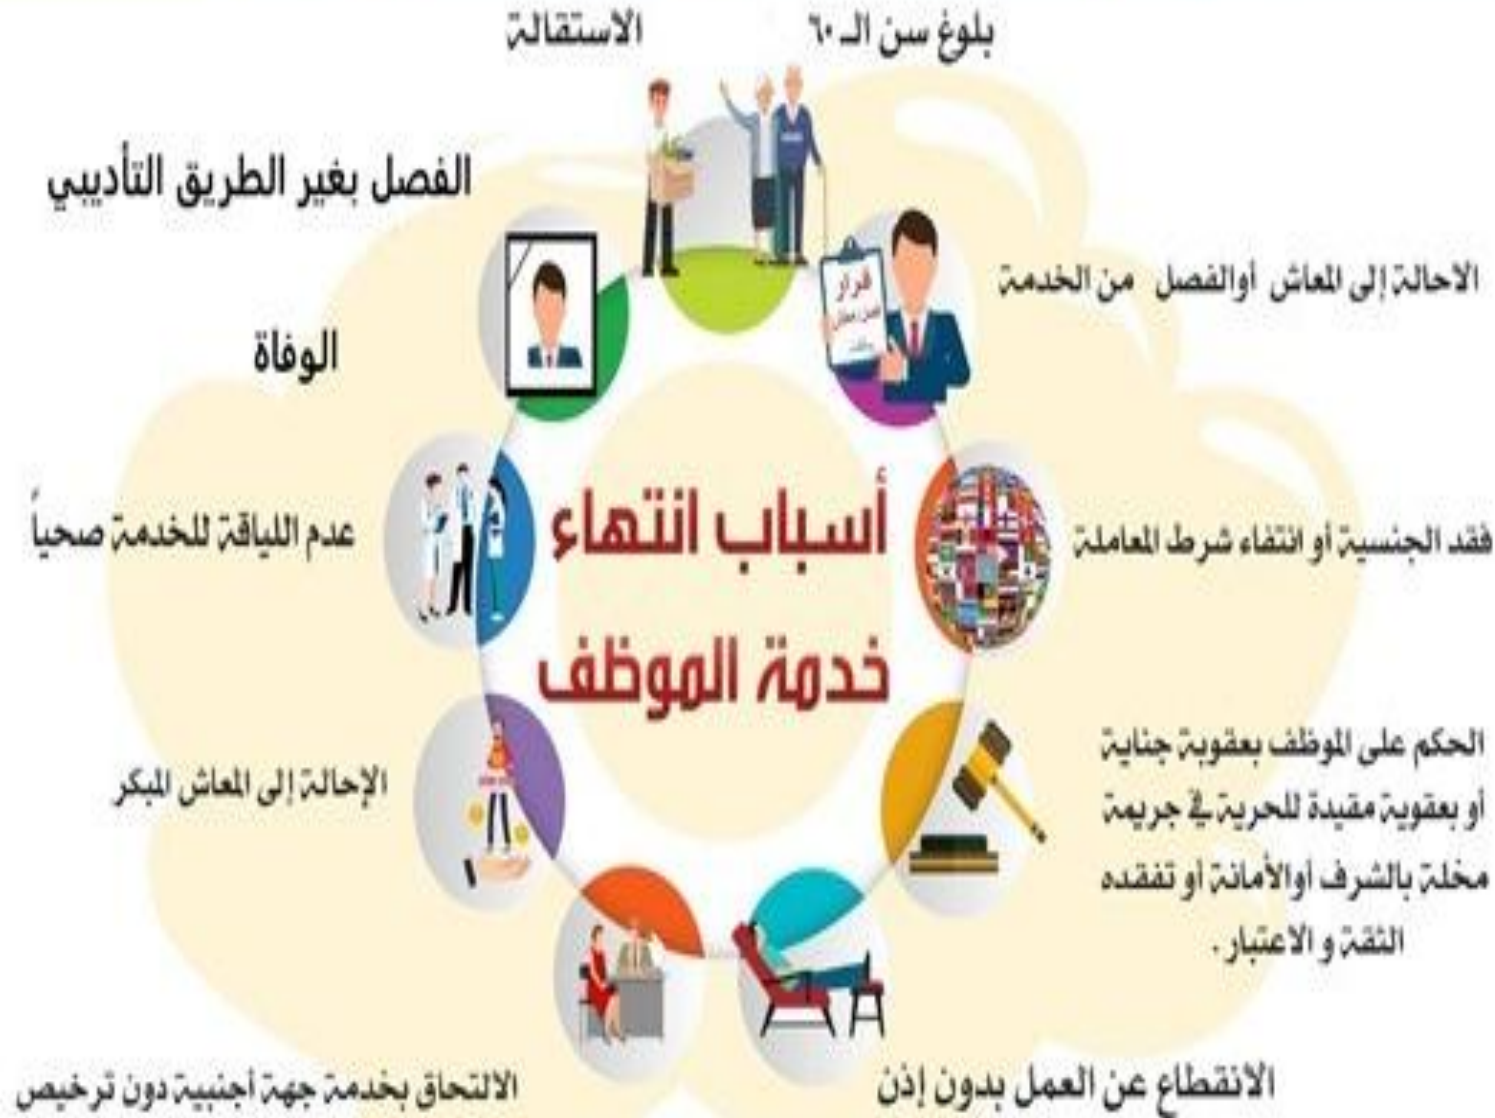 بلوغ سن الـ ٦٠
الاستقالة
الفصل بغير الطريق التأديبي
الاحالة إلى المعاش أوالفصل من الخدمة
قرار
الوفاة
أسباب انتهاء
خدمة الموظف
فقد الجنسية أو انتفاء شرط المعاملة
عدم اللياقة للخدمة صحياً
الحكم على الموظف بعقوبة جناية
أو بعقوبة مقيدة للحرية في جريمة
مخلة بالشرف أوالأمانة أو تفقده
الثقة و الاعتبار .
الإحالة إلى المعاش المبكر
الانقطاع عن العمل بدون إذن
الالتحاق بخدمة جهة أجنبية دون ترخيص